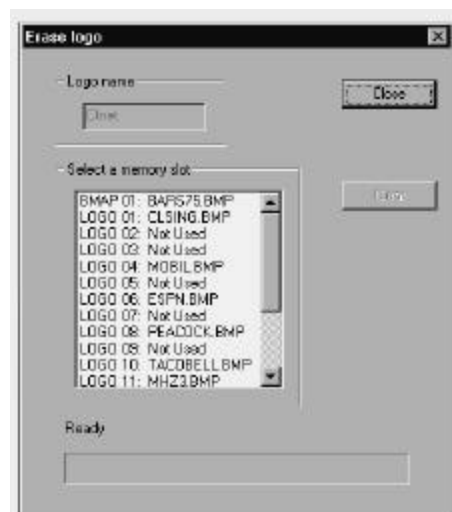 Erase logo
Logo name
Close
Select a memory slot
BMAP 01: BARS75.BMP
LOGO 01: CLSING.BMP
LOGO 02: Not Used
LOGO 03: Not Used
LOGO 04: MOBIL.BMP
LOGO 05: Not Used
LOGO 06: ESPN.BMP
LOGO 07: Not Used
LOGO 08: PEACOCK.BMP
LOGO 09: Not Used
LOGO 10: TACOBELL.BMP
LOGO 11: MHZ3.BMP
Ready